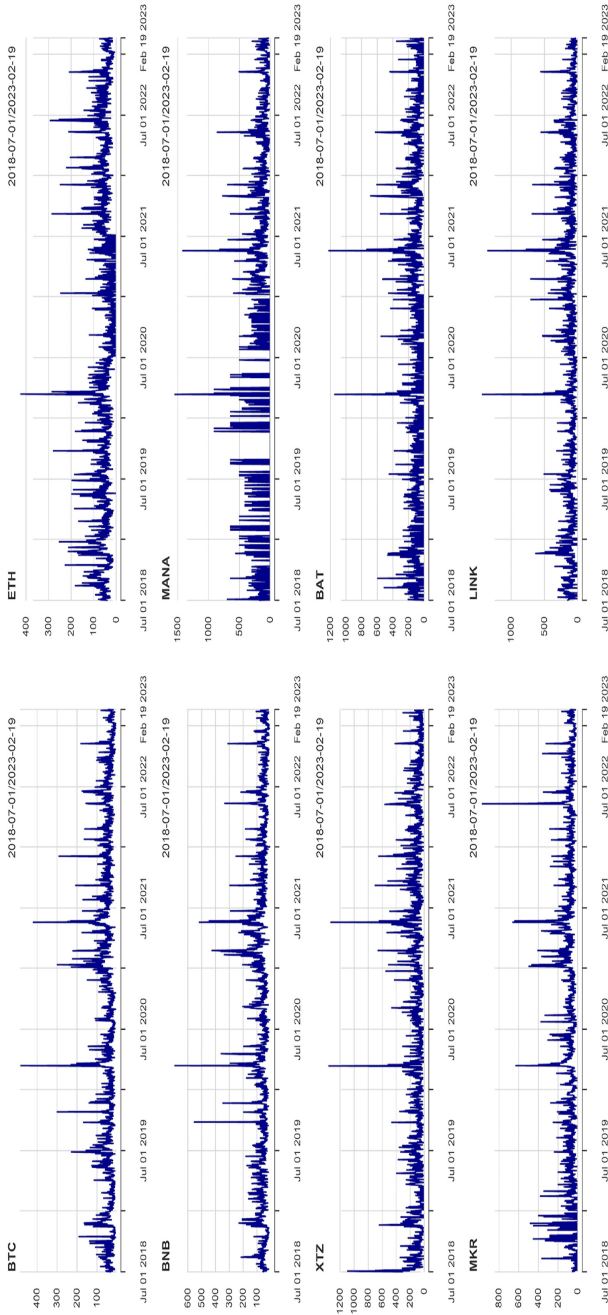 BTC 2018-07-01/2023-02-19
400
300
200
100
Jul 01 2018 Jul 01 2019 Jul 01 2020 Jul 01 2021 Jul 01 2022 Feb 19 2023
ETH 2018-07-01/2023-02-19
400
300
200
100
0
Jul 01 2018 Jul 01 2019 Jul 01 2020 Jul 01 2021 Jul 01 2022 Feb 19 2023
BNB 2018-07-01/2023-02-19
600
500
400
300
200
100
Jul 01 2018 Jul 01 2019 Jul 01 2020 Jul 01 2021 Jul 01 2022 Feb 19 2023
MANA 2018-07-01/2023-02-19
1500
1000
500
0
Jul 01 2018 Jul 01 2019 Jul 01 2020 Jul 01 2021 Jul 01 2022 Feb 19 2023
XTZ 2018-07-01/2023-02-19
1200
1000
800
600
400
200
0
Jul 01 2018 Jul 01 2019 Jul 01 2020 Jul 01 2021 Jul 01 2022 Feb 19 2023
BAT 2018-07-01/2023-02-19
1200
1000
800
600
400
200
0
Jul 01 2018 Jul 01 2019 Jul 01 2020 Jul 01 2021 Jul 01 2022 Feb 19 2023
MKR 2018-07-01/2023-02-19
800
600
400
200
0
Jul 01 2018 Jul 01 2019 Jul 01 2020 Jul 01 2021 Jul 01 2022 Feb 19 2023
LINK 2018-07-01/2023-02-19
1000
500
0
Jul 01 2018 Jul 01 2019 Jul 01 2020 Jul 01 2021 Jul 01 2022 Feb 19 2023